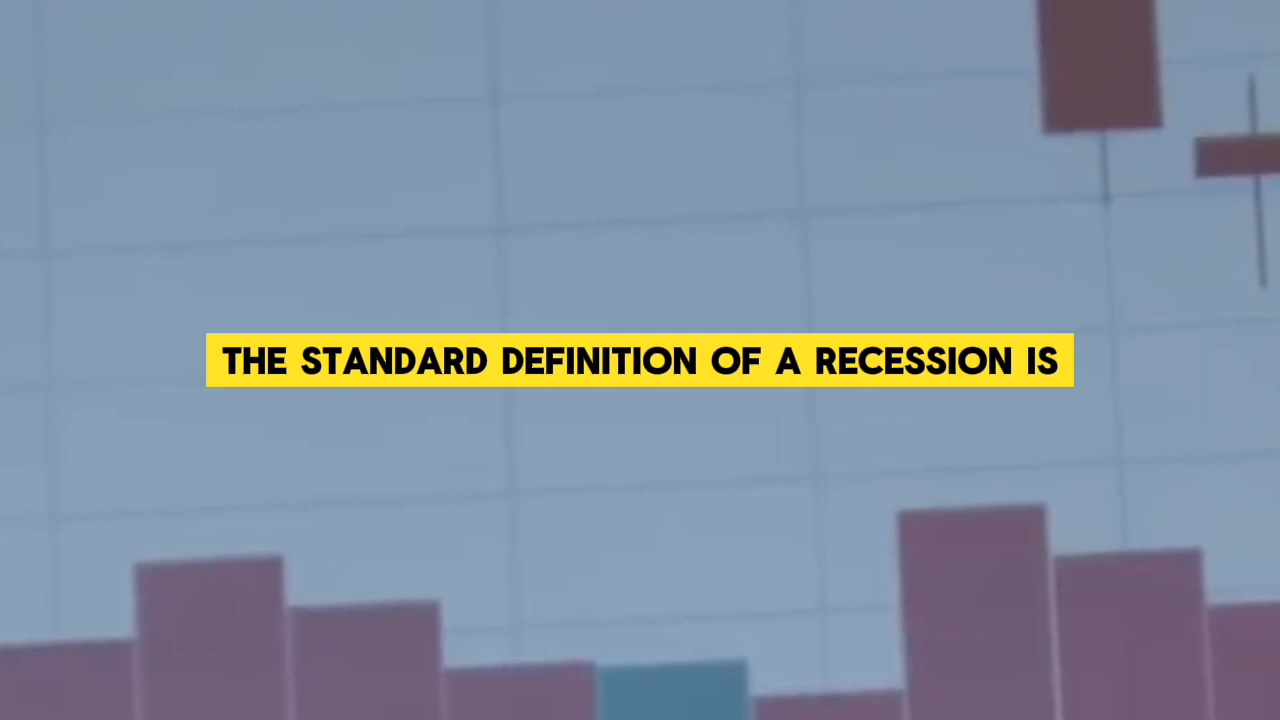 THE STANDARD DEFINITION OF A RECESSION IS